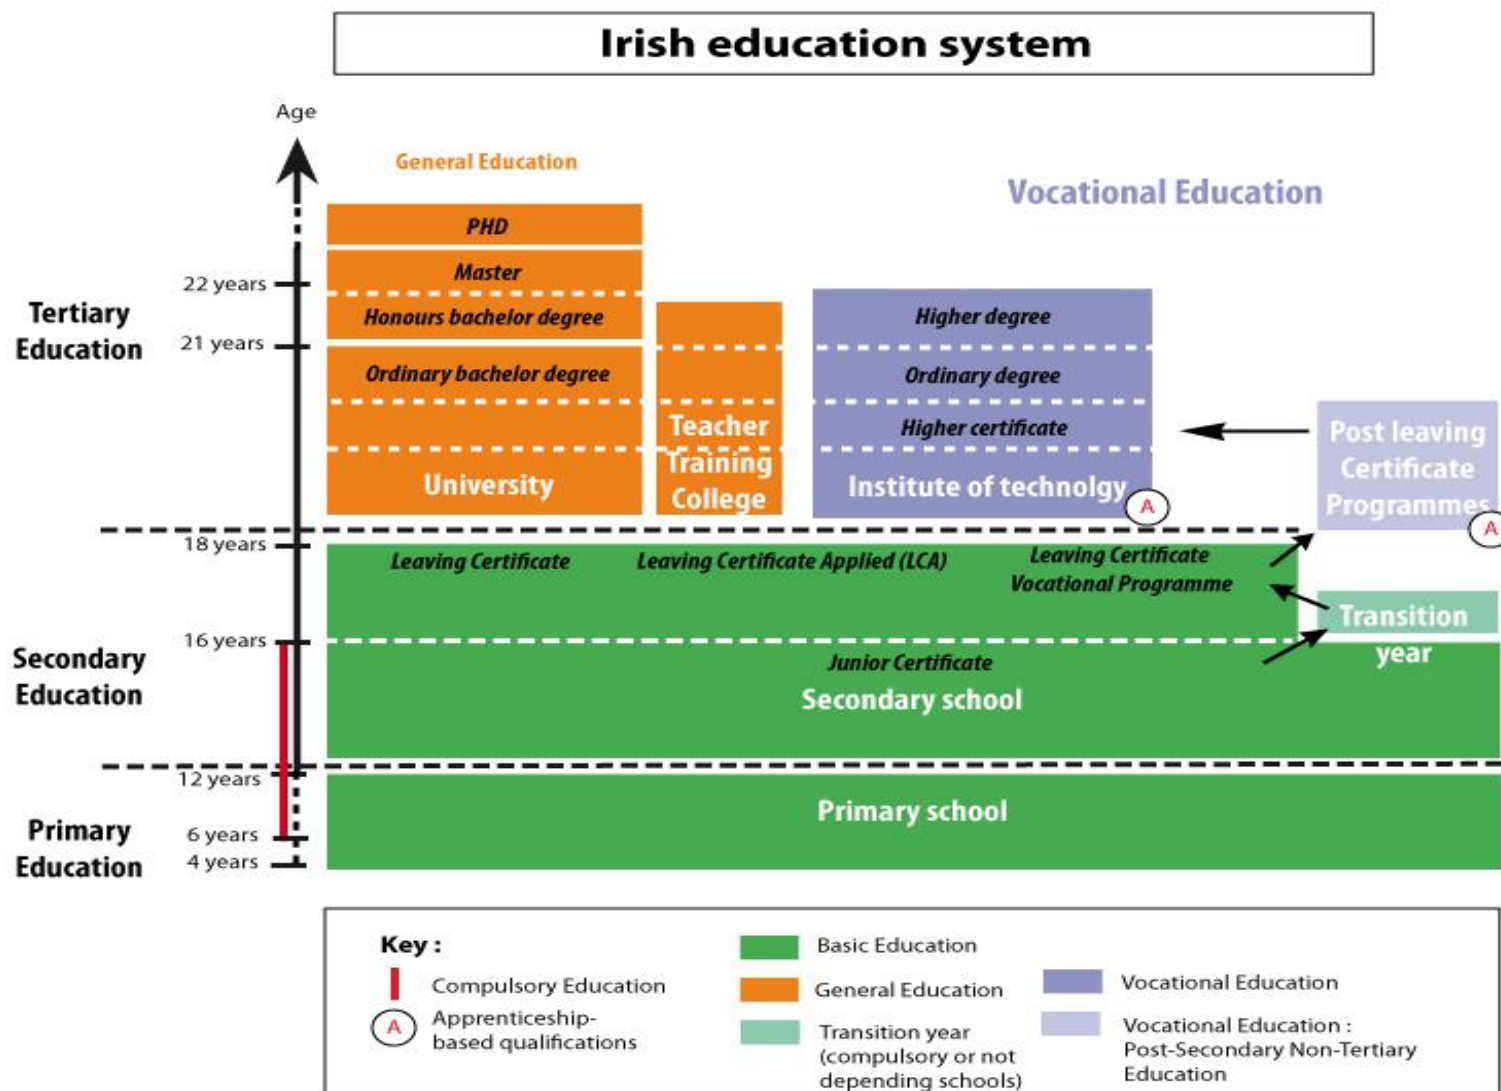 Irish education system
Age
General Education
Vocational Education
PHD
Master
22 years
Honours bachelor degree
Higher degree
Tertiary
Education
21 years
Ordinary bachelor degree
Ordinary degree
Teacher
Training
College
Higher certificate
Post leaving
Certificate
Programmes
University
Institute of technolgy
A
A
18 years
Leaving Certificate
Leaving Certificate Applied (LCA)
Leaving Certificate
Vocational Programme
16 years
Transition
year
Secondary
Education
Junior Certificate
Secondary school
12 years
Primary school
Primary
Education
6 years
4 years
Key :
Compulsory Education
A
Apprenticeship-
based qualifications
Basic Education
General Education
Transition year
(compulsory or not
depending schools)
Vocational Education
Vocational Education :
Post-Secondary Non-Tertiary
Education